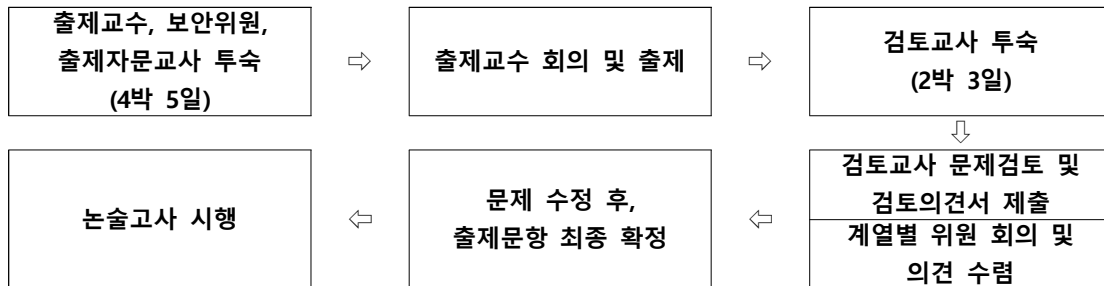 출제교수, 보안위원,
출제자문교사 투숙
(4박 5일)
⇨
출제교수 회의 및 출제
⇨
검토교사 투숙
(2박 3일)
⇩
검토교사 문제검토 및
검토의견서 제출
계열별 위원 회의 및
의견 수렴
⇦
문제 수정 후,
출제문항 최종 확정
⇦
논술고사 시행